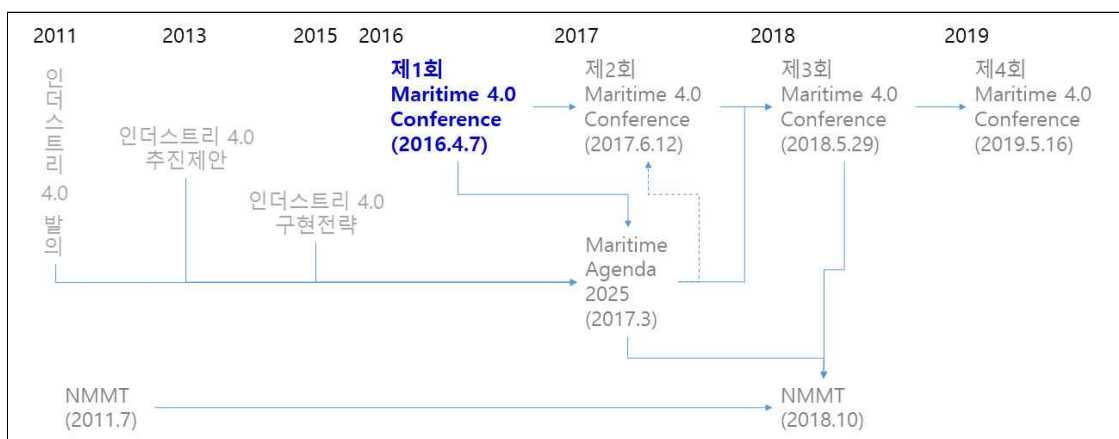 2011 2013 2015 2016 2017 2018 2019
인더스트리 4.0 발의
인더스트리 4.0
추진제안
인더스트리 4.0
구현전략
제1회
Maritime 4.0
Conference
(2016.4.7)
제2회
Maritime 4.0
Conference
(2017.6.12)
제3회
Maritime 4.0
Conference
(2018.5.29)
제4회
Maritime 4.0
Conference
(2019.5.16)
Maritime
Agenda
2025
(2017.3)
NMMT
(2011.7)
NMMT
(2018.10)